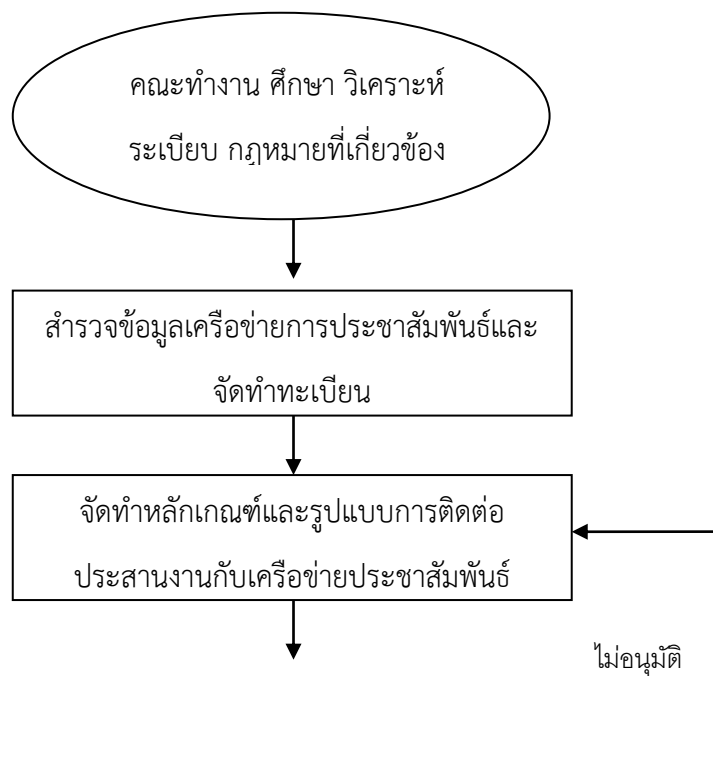 คณะทำงาน ศึกษา วิเคราะห์
ระเบียบ กฎหมายที่เกี่ยวข้อง
สำรวจข้อมูลเครือข่ายการประชาสัมพันธ์และ
จัดทำทะเบียน
จัดทำหลักเกณฑ์และรูปแบบการติดต่อ
ประสานงานกับเครือข่ายประชาสัมพันธ์
ไม่อนุมัติ